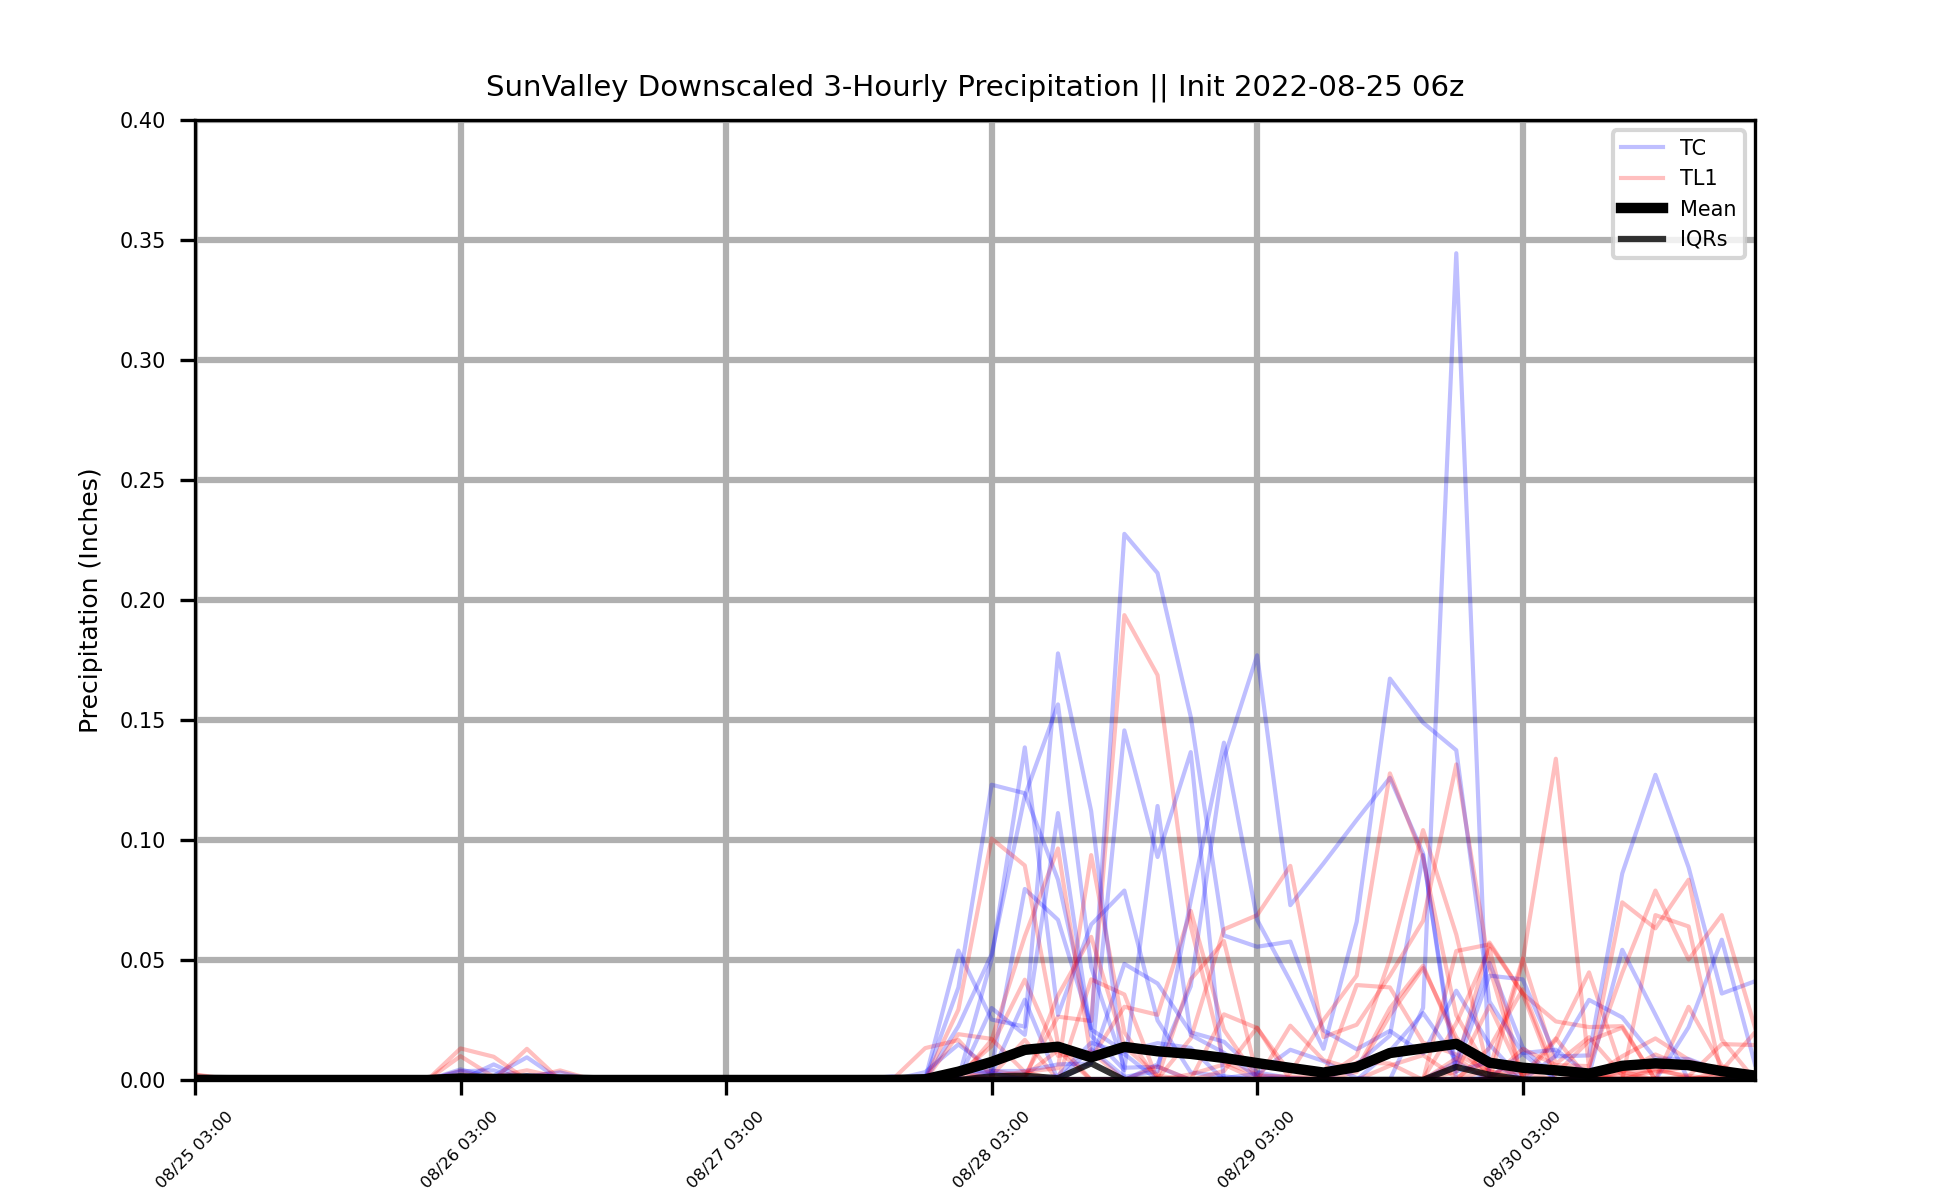 SunValley Downscaled 3-Hourly Precipitation || Init 2022-08-25 06z
Precipitation (Inches)
0.40
0.35
0.30
0.25
0.20
0.15
0.10
0.05
0.00
TC
TL1
Mean
IQRs
08/25 03:00
08/26 03:00
08/27 03:00
08/28 03:00
08/29 03:00
08/30 03:00